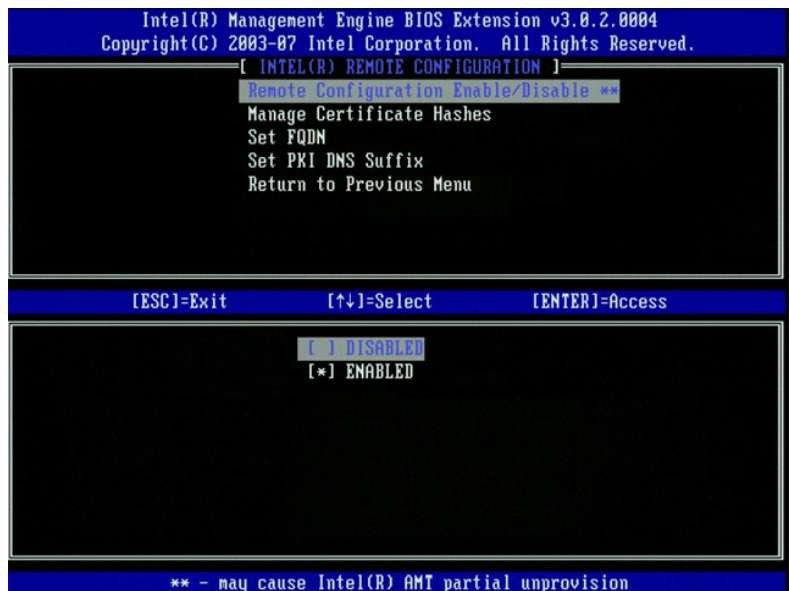 Intel(R) Management Engine BIOS Extension v3.0.2.0004
Copyright(C) 2003-07 Intel Corporation. All Rights Reserved.
[ INTEL(R) REMOTE CONFIGURATION ]
Remote Configuration Enable/Disable **
Manage Certificate Hashes
Set FQDN
Set PKI DNS Suffix
Return to Previous Menu
[ESC]=Exit [↑↓]=Select [ENTER]=Access
[ ] DISABLED
[*] ENABLED
** - may cause Intel(R) AMT partial unprovision